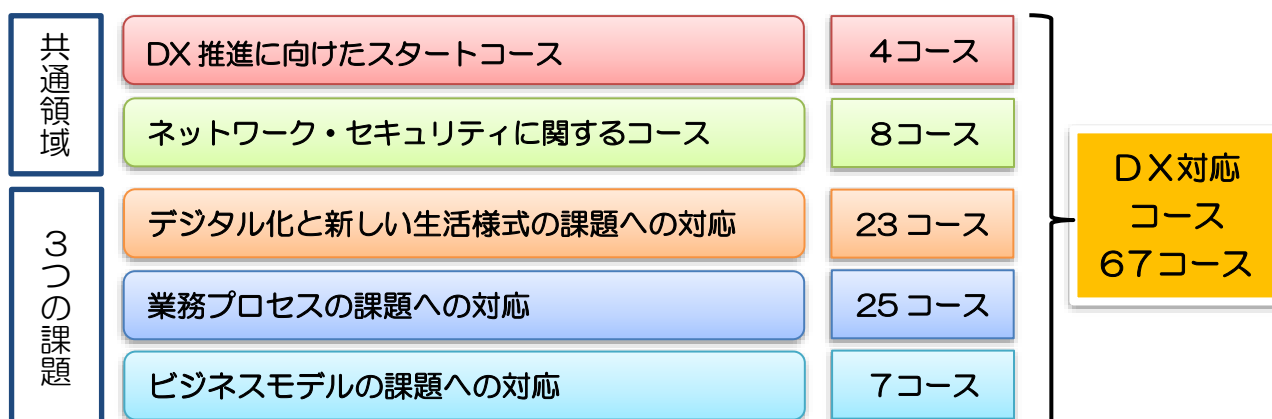 共通領域
DX 推進に向けたスタートコース
4コース
ネットワーク・セキュリティに関するコース
8コース
3つの課題
デジタル化と新しい生活様式の課題への対応
23 コース
業務プロセスの課題への対応
25 コース
ビジネスモデルの課題への対応
7コース
DX対応
コース
67コース